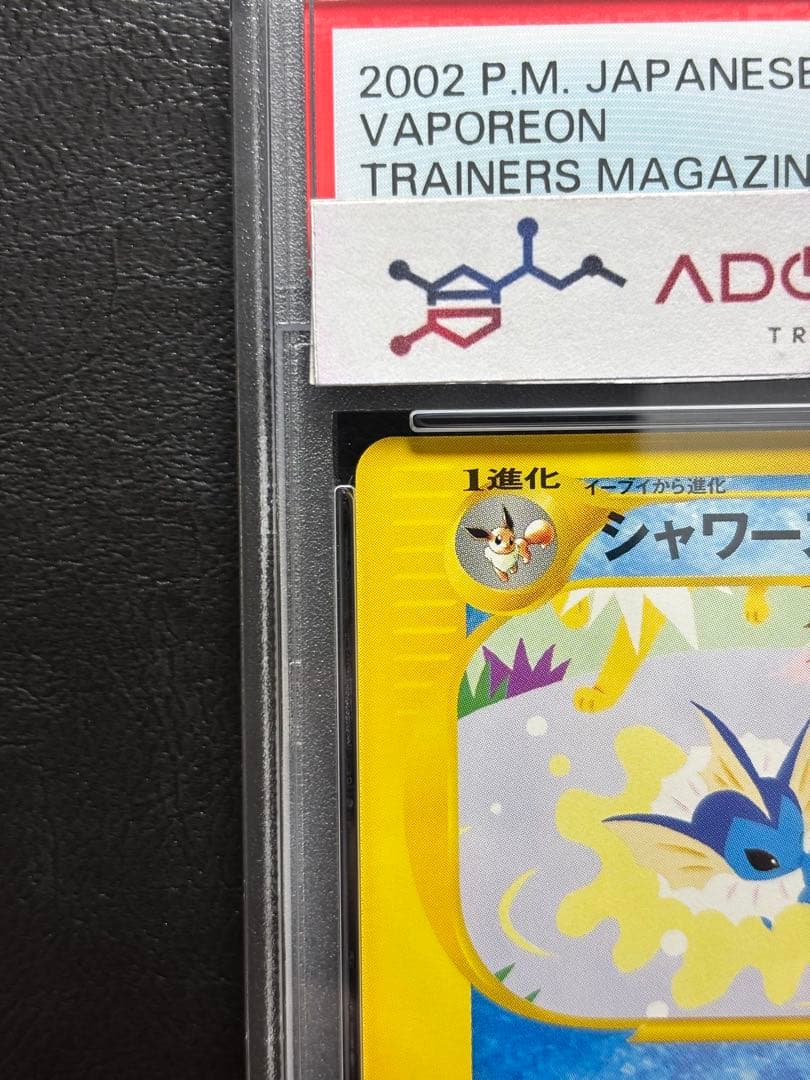 2002 P.M. JAPANESE
VAPOREON
TRAINERS MAGAZIN
ADO
TR
1進化
イーブイから進化
シャワー